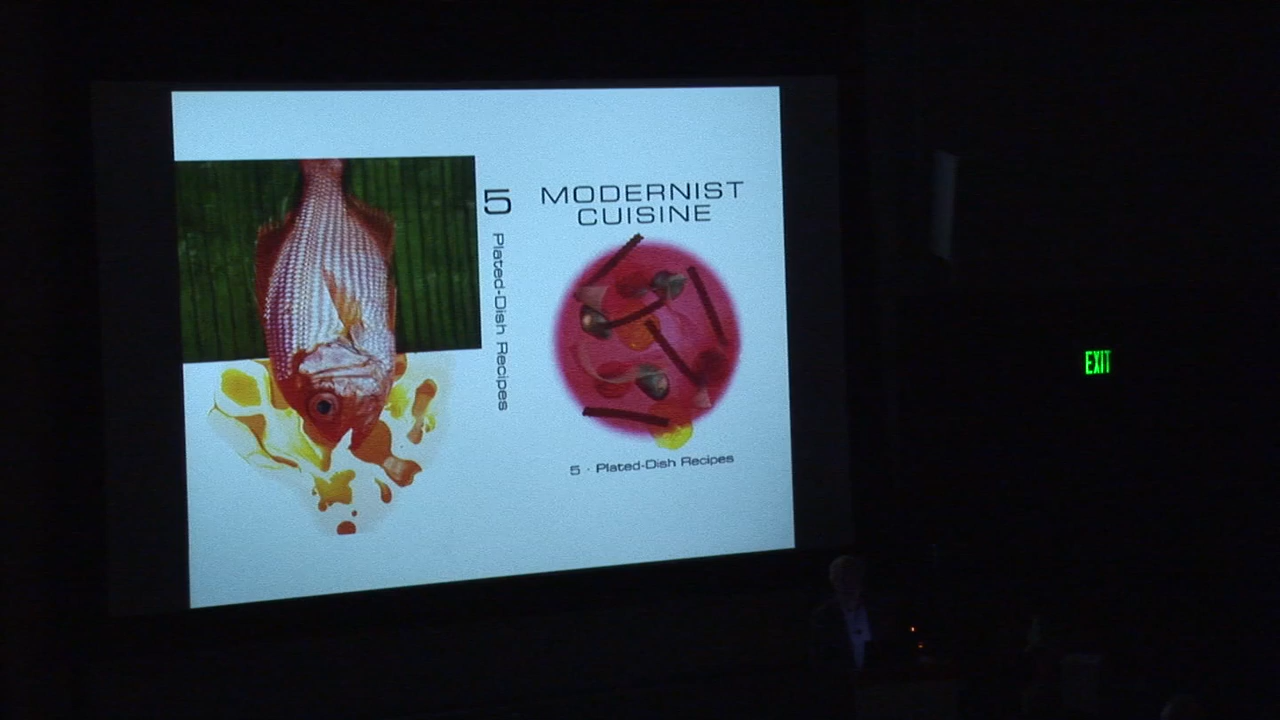 5
Plated-Dish Recipes
MODERNIST
CUISINE
5 · Plated-Dish Recipes
EXIT